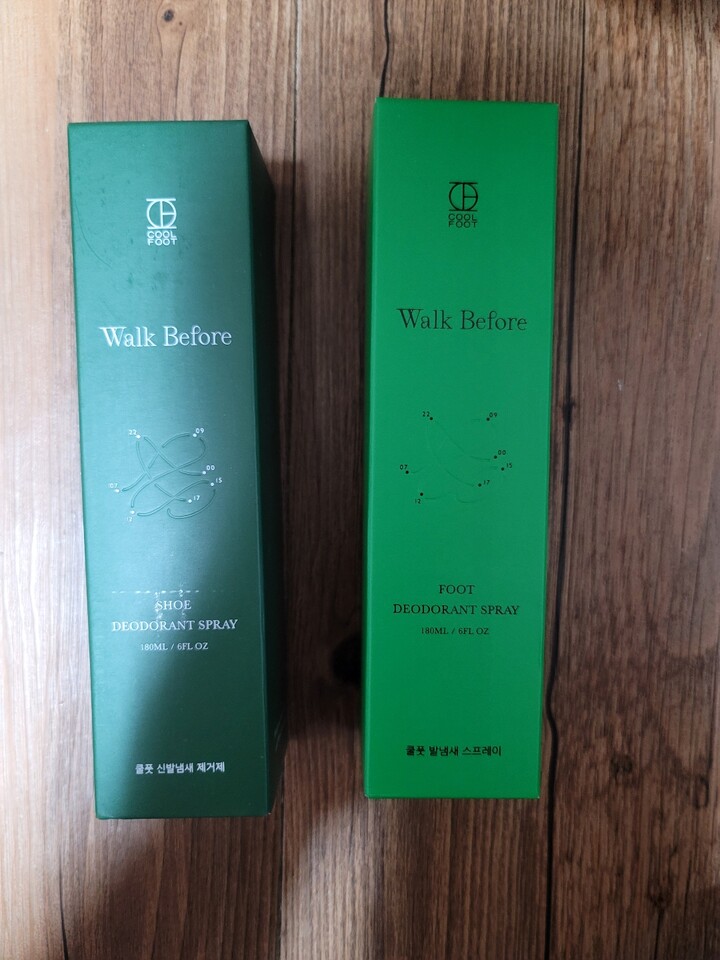 COOL
FOOT
Walk Before
22
09
00
15
07
17
12
SHOE
DEODORANT SPRAY
180ML / 6FL OZ
쿨풋 신발냄새 제거제
COOL
FOOT
Walk Before
22
09
00
15
07
17
12
FOOT
DEODORANT SPRAY
180ML / 6FL OZ
쿨풋 발냄새 스프레이